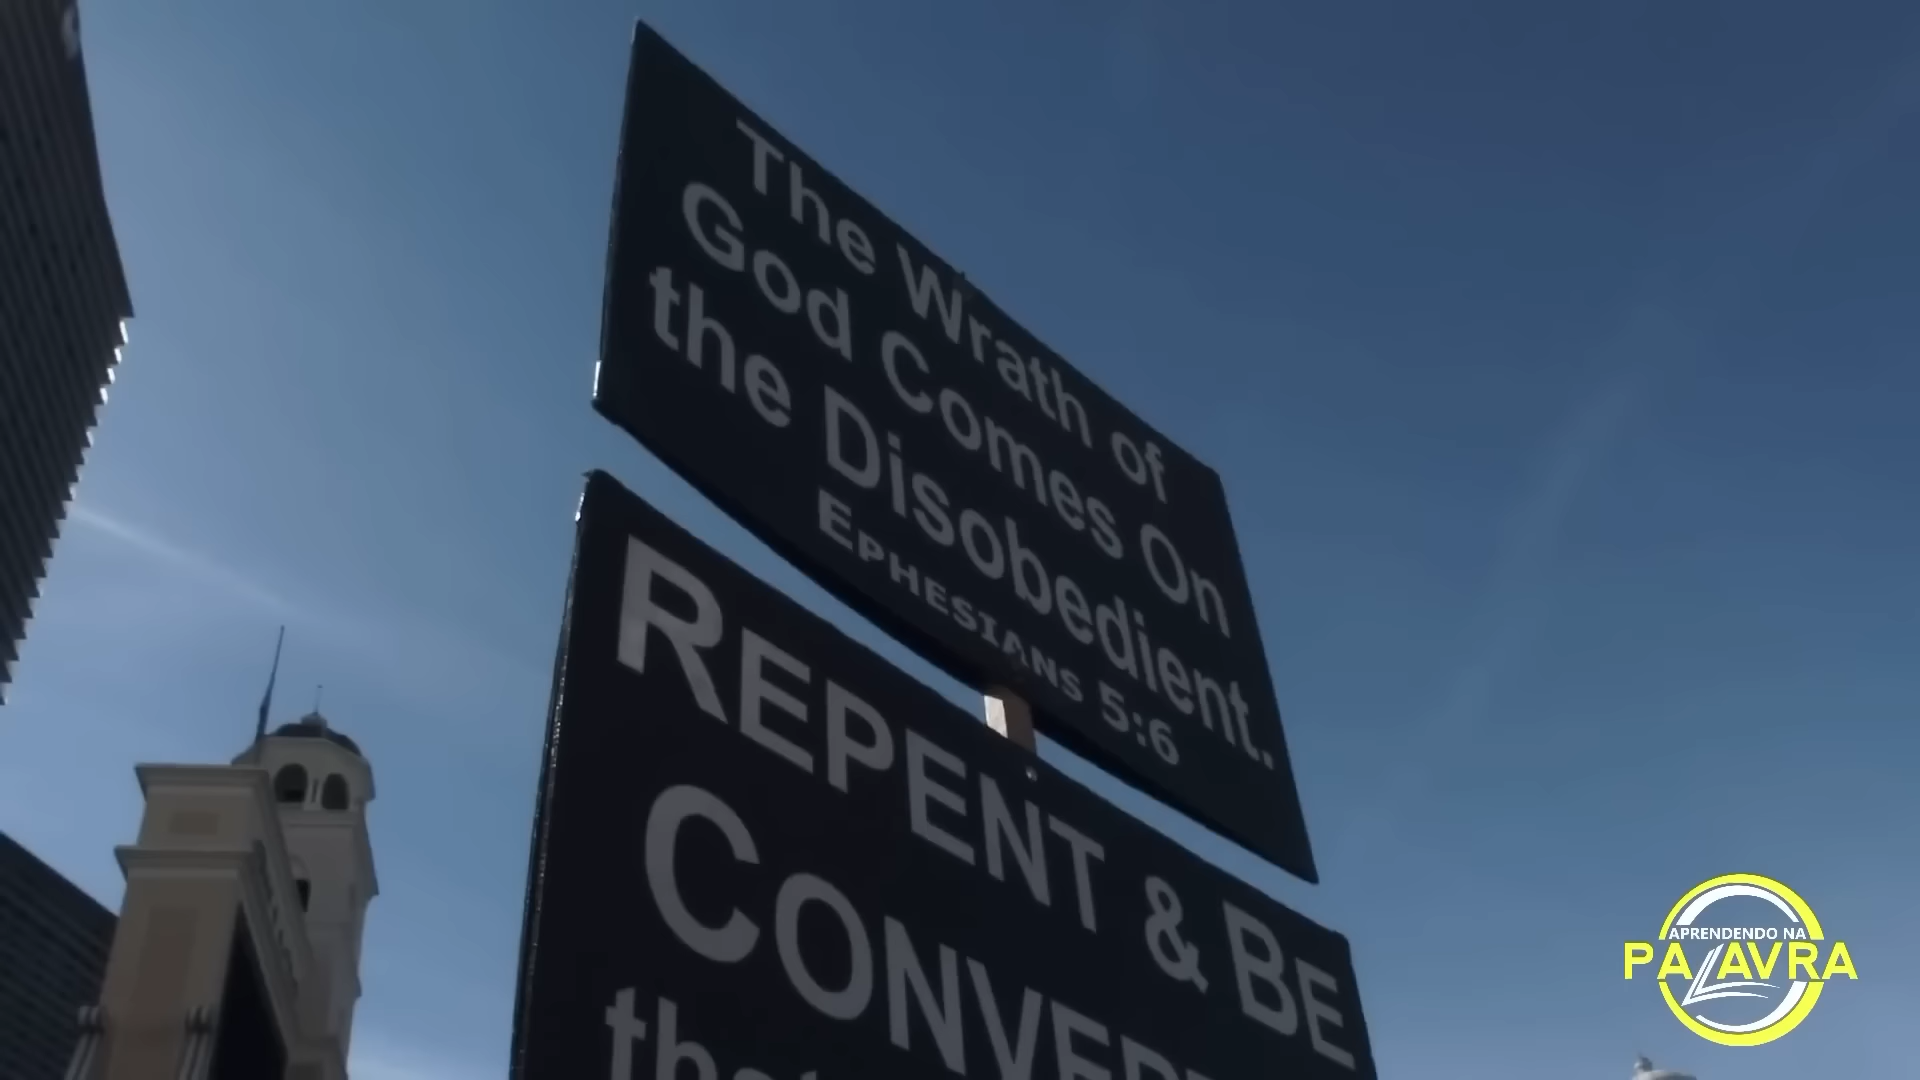 The Wrath of
God Comes On
the Disobedient.
EPHESIANS 5:6
REPENT & BE
APRENDENDO NA
PALAVRA